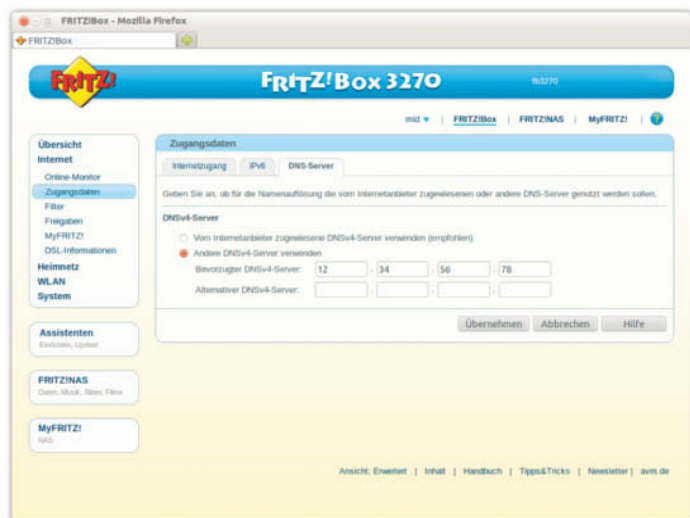 FRITZ!Box - Mozilla Firefox
FRITZ!Box
FRITZ!
FRITZ!Box 3270
fb3270
mid | FRITZ!Box | FRITZ!NAS | MyFRITZ! | ?
Übersicht
Internet
Online-Monitor
Zugangsdaten
Filter
Freigaben
MyFRITZ!
DSL-Informationen
Heimnetz
WLAN
System
Assistenten
Einrichten, Update
FRITZ!NAS
Daten, Musik, Bilder, Filme
MyFRITZ!
NAS
Zugangsdaten
Internetzugang IPv6 DNS-Server
Geben Sie an, ob für die Namenauflösung die vom Internetanbieter zugewiesenen oder andere DNS-Server genutzt werden sollen.
DNSv4-Server
Vom Internetanbieter zugewiesene DNSv4-Server verwenden (empfohlen)
Andere DNSv4-Server verwenden
Bevorzugter DNSv4-Server: 12 . 34 . 56 . 78
Alternativer DNSv4-Server: . . .
Übernehmen Abbrechen Hilfe
Ansicht: Erweitert | Inhalt | Handbuch | Tipps&Tricks | Newsletter | avm.de